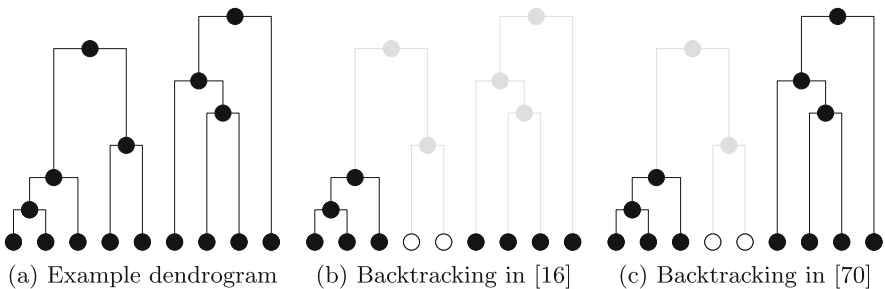 (a) Example dendrogram
(b) Backtracking in [16]
(c) Backtracking in [70]